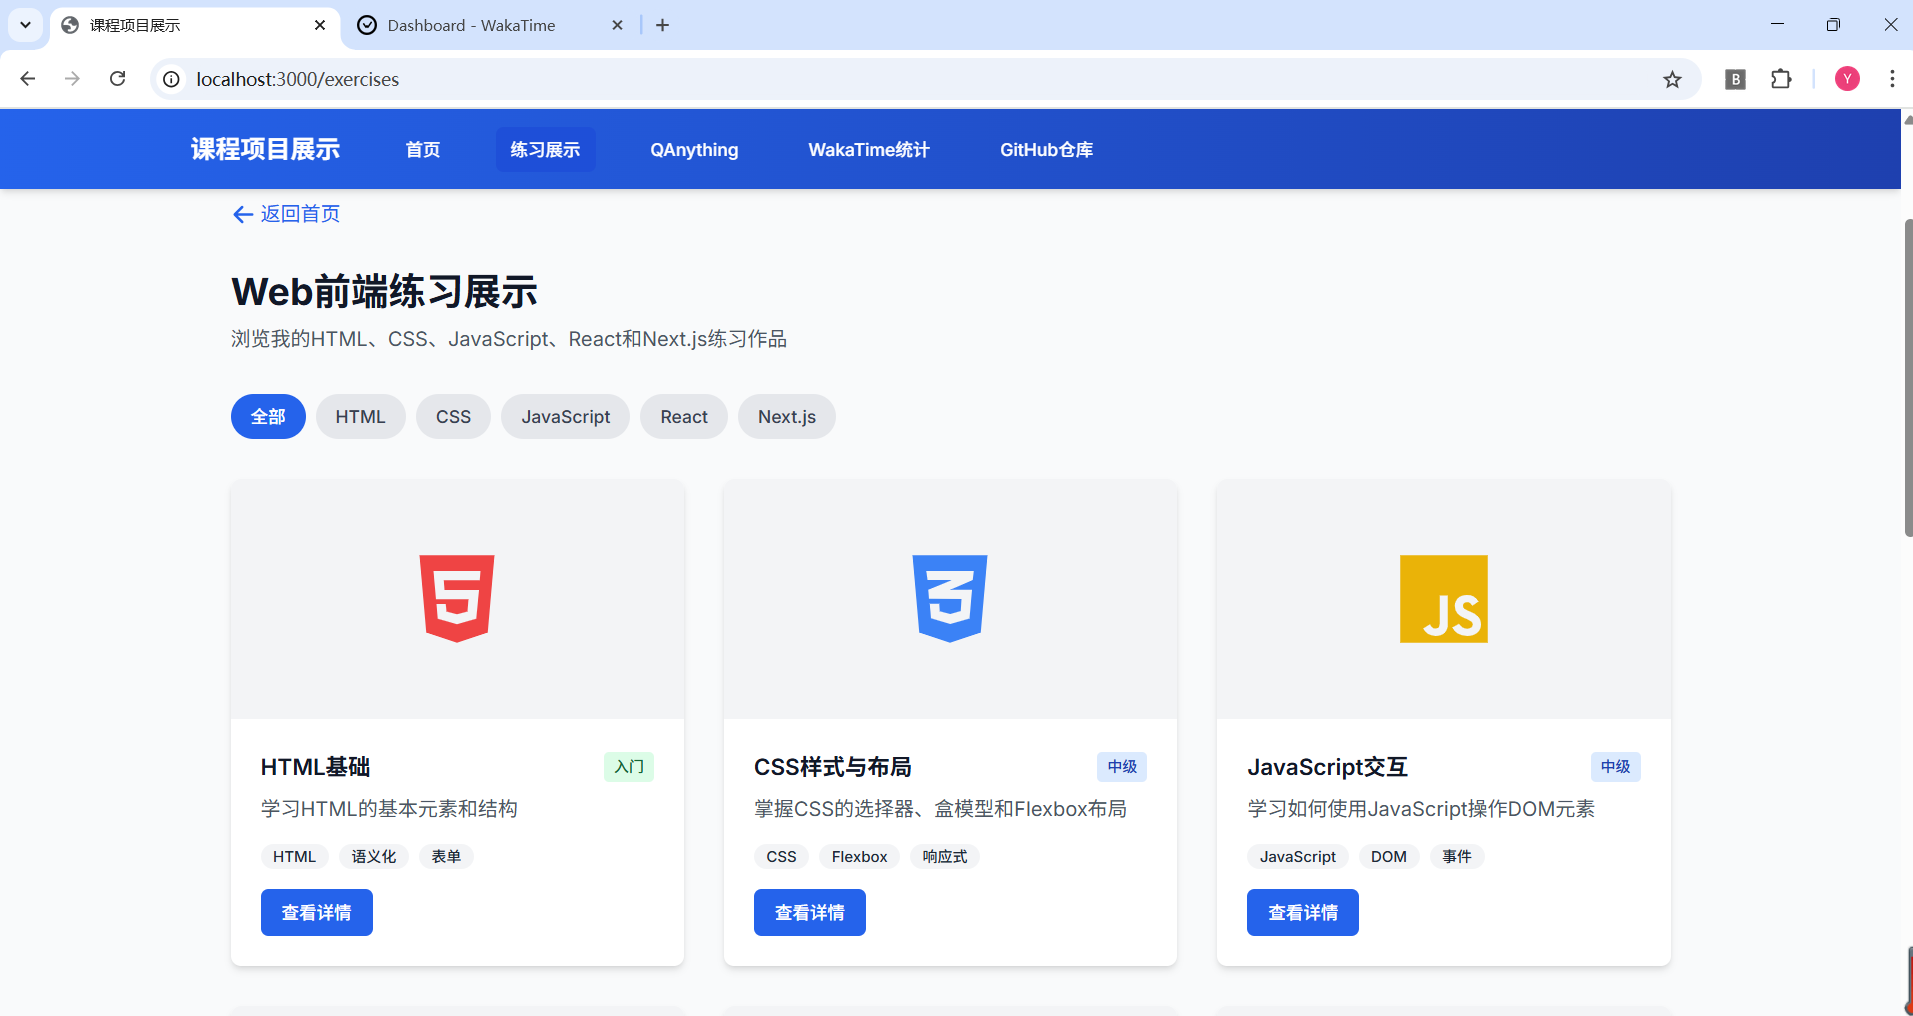 课程项目展示
Dashboard - WakaTime
localhost:3000/exercises
B
Y
课程项目展示 首页 练习展示 QAnything WakaTime统计 GitHub仓库
返回首页
Web前端练习展示
浏览我的HTML、CSS、JavaScript、React和Next.js练习作品
全部 HTML CSS JavaScript React Next.js
5
3
JS
HTML基础 入门
学习HTML的基本元素和结构
HTML 语义化 表单
查看详情
CSS样式与布局 中级
掌握CSS的选择器、盒模型和Flexbox布局
CSS Flexbox 响应式
查看详情
JavaScript交互 中级
学习如何使用JavaScript操作DOM元素
JavaScript DOM 事件
查看详情